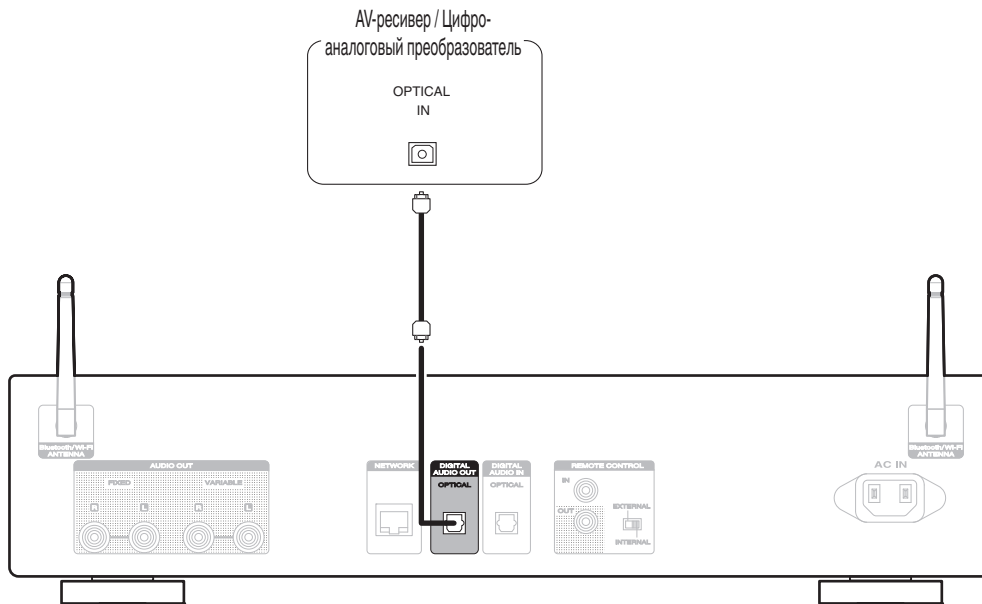 AV-ресивер / Цифро-
аналоговый преобразователь
OPTICAL
IN
Bluetooth/Wi-Fi
ANTENNA
AUDIO OUT
FIXED
VARIABLE
R
L
R
L
NETWORK
DIGITAL
AUDIO OUT
OPTICAL
DIGITAL
AUDIO IN
OPTICAL
REMOTE CONTROL
IN
OUT
EXTERNAL
INTERNAL
AC IN
Bluetooth/Wi-Fi
ANTENNA